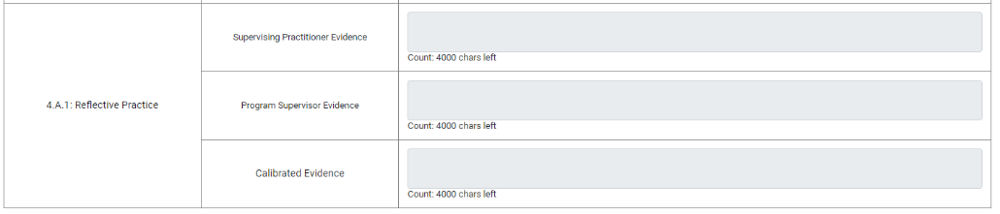 Supervising Practitioner Evidence
Count: 4000 chars left
4.A.1: Reflective Practice
Program Supervisor Evidence
Count: 4000 chars left
Calibrated Evidence
Count: 4000 chars left